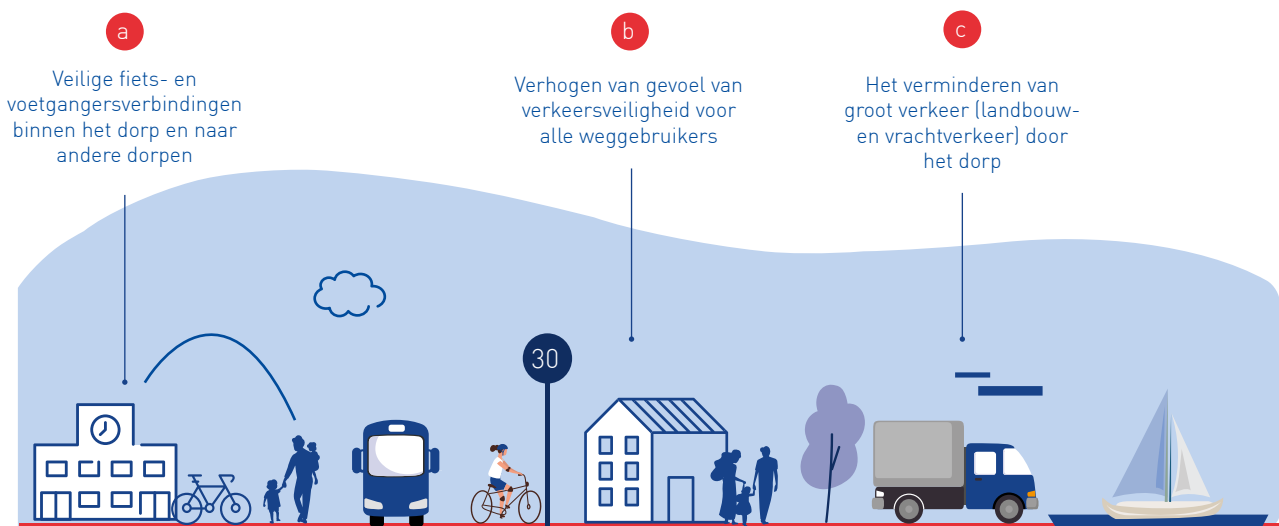 a
Veilige fiets- en
voetgangersverbindingen
binnen het dorp en naar
andere dorpen
b
Verhogen van gevoel van
verkeersveiligheid voor
alle weggebruikers
c
Het verminderen van
groot verkeer (landbouw-
en vrachtverkeer) door
het dorp
30